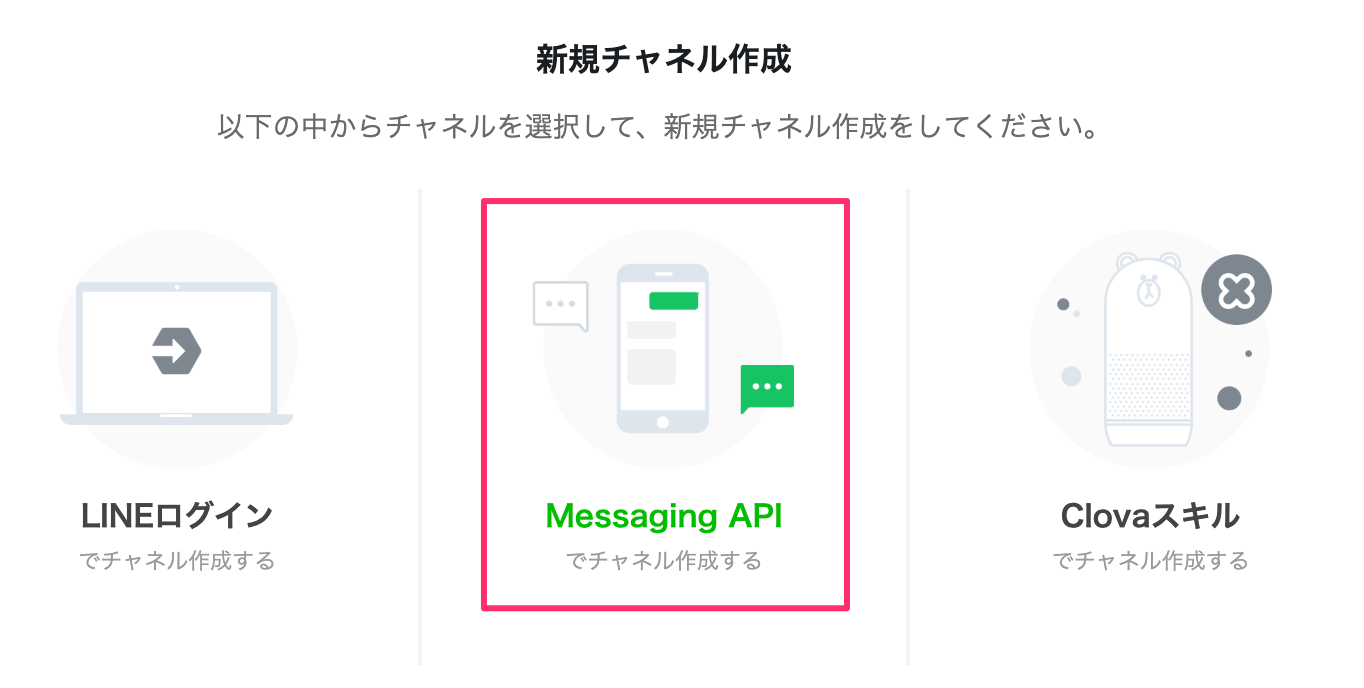 新規チャネル作成
以下の中からチャネルを選択して、新規チャネル作成をしてください。
LINEログイン
でチャネル作成する
Messaging API
でチャネル作成する
Clovaスキル
でチャネル作成する